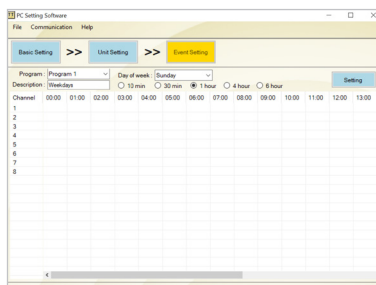 PC Setting Software
File Communication Help
Basic Setting >> Unit Setting >> Event Setting
Program : Program 1 Day of week : Sunday
Description : Weekdays 10 min 30 min 1 hour 4 hour 6 hour Setting
Channel 00:00 01:00 02:00 03:00 04:00 05:00 06:00 07:00 08:00 09:00 10:00 11:00 12:00 13:00
1
2
3
4
5
6
7
8